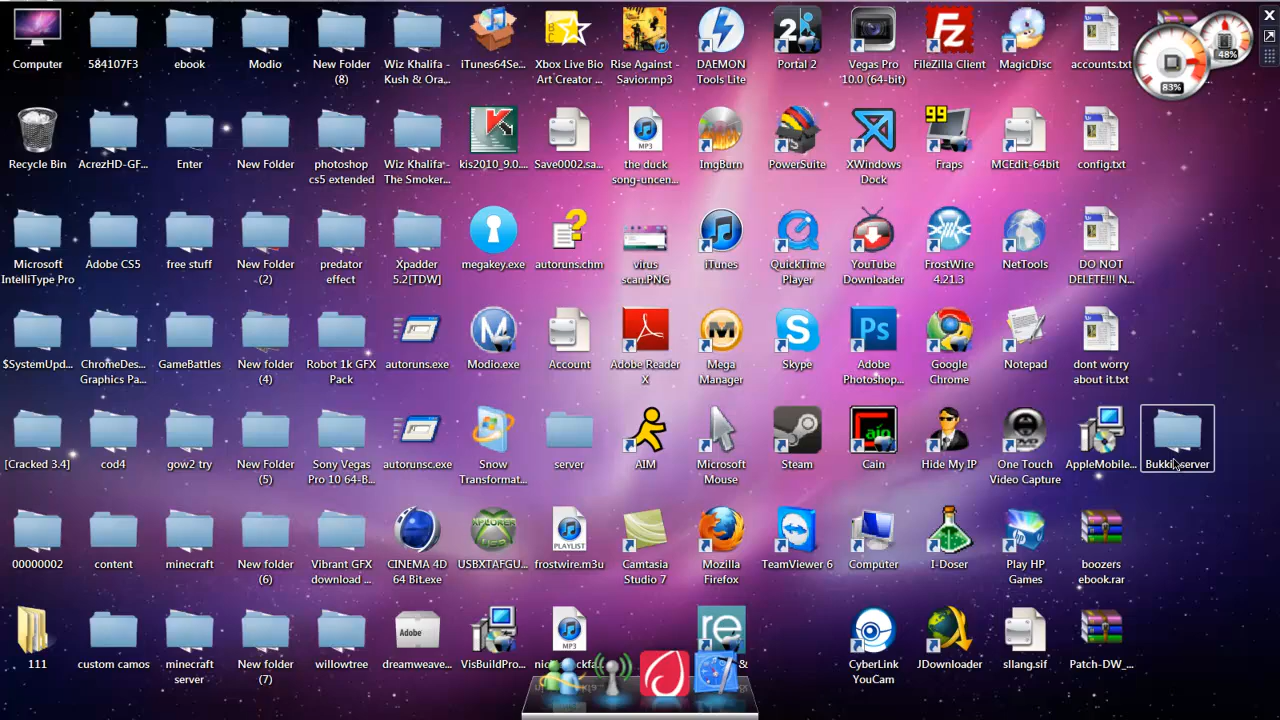 Computer
584107F3
ebook
Modio
New Folder
(8)
Wiz Khalifa -
Kush & Ora...
iTunes64Se...
Xbox Live Bio
Art Creator ...
Rise Against -
Savior.mp3
DAEMON
Tools Lite
Portal 2
Vegas Pro
10.0 (64-bit)
FileZilla Client
MagicDisc
accounts.txt
83%
48%
Recycle Bin
AcrezHD-GF...
Enter
New Folder
photoshop
cs5 extended
Wiz Khalifa -
The Smoker...
kis2010_9.0....
Save0002.sa...
MP3
the duck
song-uncen...
ImgBurn
PowerSuite
XWindows
Dock
99
Fraps
MCEdit-64bit
config.txt
Microsoft
IntelliType Pro
Adobe CS5
free stuff
New Folder
(2)
predator
effect
Xpadder
5.2[TDW]
megakey.exe
autoruns.chm
virus
scan.PNG
iTunes
QuickTime
Player
YouTube
Downloader
FrostWire
4.21.3
NetTools
DO NOT
DELETE!!! N...
$SystemUpd...
ChromeDes...
Graphics Pa...
GameBattles
New folder
(4)
Robot 1k GFX
Pack
autoruns.exe
Modio.exe
Account
Adobe Reader
X
Mega
Manager
Skype
Ps
Adobe
Photoshop...
Google
Chrome
Notepad
dont worry
about it.txt
[Cracked 3.4]
cod4
gow2 try
New Folder
(5)
Sony Vegas
Pro 10 64-B...
autorunsc.exe
Snow
Transformat...
server
AIM
Microsoft
Mouse
Steam
Cain
Hide My IP
One Touch
Video Capture
AppleMobile...
server
00000002
content
minecraft
New folder
(6)
Vibrant GFX
download ...
CINEMA 4D
64 Bit.exe
USBXTAFGU...
PLAYLIST
frostwire.m3u
Camtasia
Studio 7
Mozilla
Firefox
TeamViewer 6
Computer
I-Doser
Play HP
Games
boozers
ebook.rar
111
custom camos
minecraft
server
New folder
(7)
willowtree
Adobe
dreamweave...
VisBuildPro...
MP3
re
&
CyberLink
YouCam
JDownloader
sllang.sif
Patch-DW_...